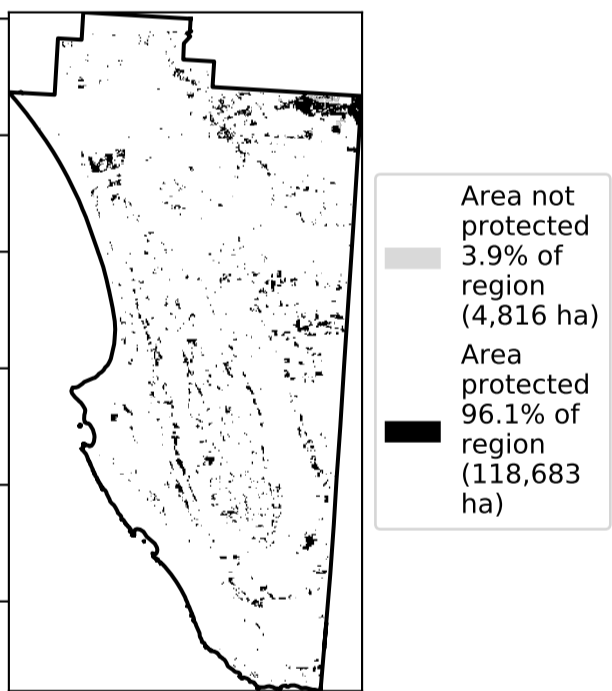 Area not
protected
3.9% of
region
(4,816 ha)
Area
protected
96.1% of
region
(118,683
ha)